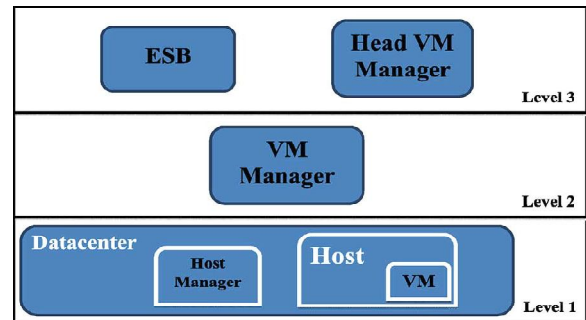 ESB
Head VM
Manager
Level 3
VM
Manager
Level 2
Datacenter
Host
Manager
Host
VM
Level 1